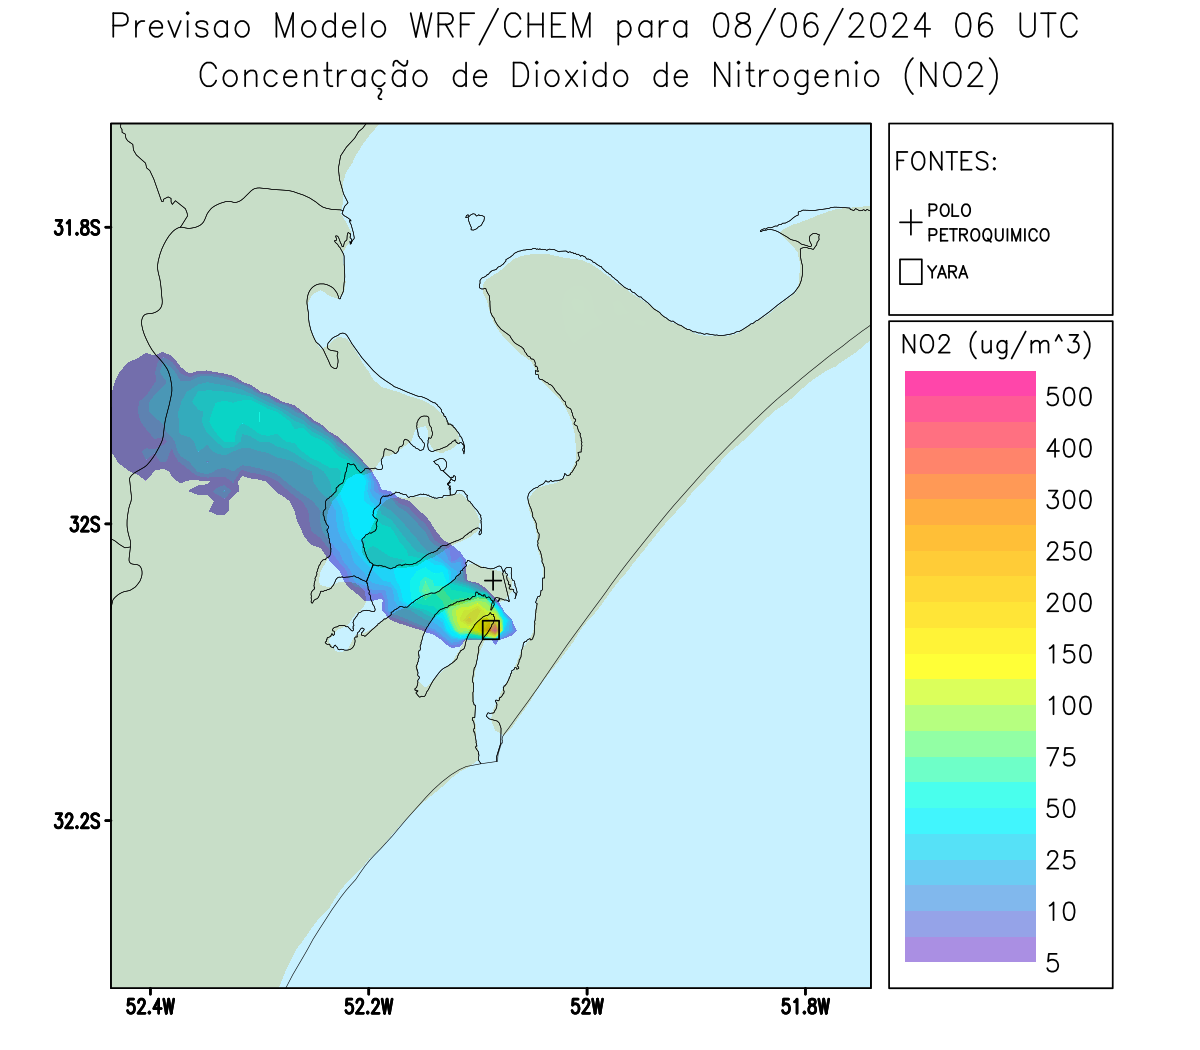 Previsao Modelo WRF/CHEM para 08/06/2024 06 UTC
Concentração de Dioxido de Nitrogenio (NO2)
FONTES:
POLO
PETROQUIMICO
YARA
31.8S
32S
32.2S
52.4W
52.2W
52W
51.8W
NO2 (ug/m^3)
500
400
300
250
200
150
100
75
50
25
10
5